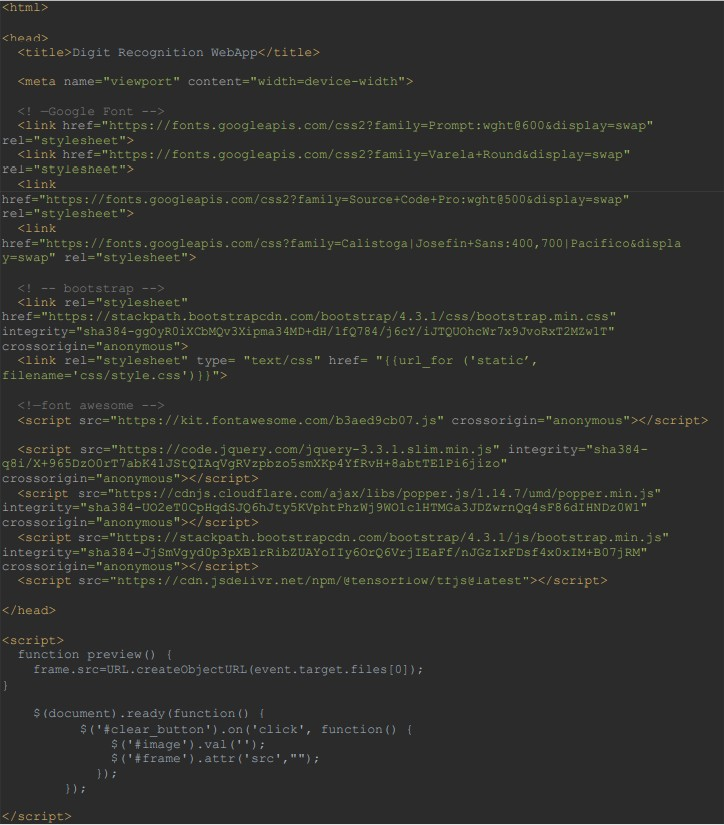 <html>
<head>
<title>Digit Recognition WebApp</title>
<meta name="viewport" content="width=device-width">
<! —Google Font -->
<link href="https://fonts.googleapis.com/css2?family=Prompt:wght@600&display=swap"
rel="stylesheet">
<link href="https://fonts.googleapis.com/css2?family=Varela+Round&display=swap"
rel="stylesheet">
<link
href="https://fonts.googleapis.com/css2?family=Source+Code+Pro:wght@500&display=swap"
rel="stylesheet">
<link
href="https://fonts.googleapis.com/css?family=Calistoga|Josefin+Sans:400,700|Pacifico&displa
y=swap" rel="stylesheet">
<! -- bootstrap -->
<link rel="stylesheet"
href="https://stackpath.bootstrapcdn.com/bootstrap/4.3.1/css/bootstrap.min.css"
integrity="sha384-ggOyR0iXCbMQv3Xipma34MD+dH/1fQ784/j6cY/iJTQUOhcWr7x9JvoRxT2MZw1T"
crossorigin="anonymous">
<link rel="stylesheet" type= "text/css" href= "{{url_for ('static’,
filename='css/style.css')}}">
<!—font awesome -->
<script src="https://kit.fontawesome.com/b3aed9cb07.js" crossorigin="anonymous"></script>
<script src="https://code.jquery.com/jquery-3.3.1.slim.min.js" integrity="sha384-
q8i/X+965DzO0rT7abK41JStQIAqVgRVzpbzo5smXKp4YfRvH+8abtTE1Pi6jizo"
crossorigin="anonymous"></script>
<script src="https://cdnjs.cloudflare.com/ajax/libs/popper.js/1.14.7/umd/popper.min.js"
integrity="sha384-UO2eT0CpHqdSJQ6hJty5KVphtPhzWj9WO1clHTMGa3JDZwrnQq4sF86dIHNDz0W1"
crossorigin="anonymous"></script>
<script src="https://stackpath.bootstrapcdn.com/bootstrap/4.3.1/js/bootstrap.min.js"
integrity="sha384-JjSmVgyd0p3pXB1rRibZUAYoIIy6OrQ6VrjIEaFf/nJGzIxFDsf4x0xIM+B07jRM"
crossorigin="anonymous"></script>
<script src="https://cdn.jsdelivr.net/npm/@tensorflow/tfjs@latest"></script>
</head>
<script>
function preview() {
frame.src=URL.createObjectURL(event.target.files[0]);
}
$(document).ready(function() {
$('#clear_button').on('click', function() {
$('#image').val('');
$('#frame').attr('src',"");
});
});
</script>